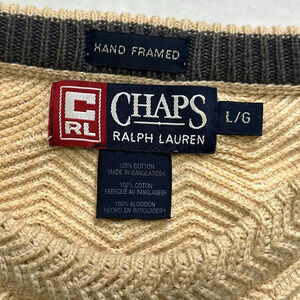 HAND FRAMED
C
RL
CHAPS
RALPH LAUREN
L/G
100% COTTON
MADE IN BANGLADESH
100% COTON
FABRIQUÉ AU BANGLADESH
100% ALGODON
HECHO EN BANGLADESH